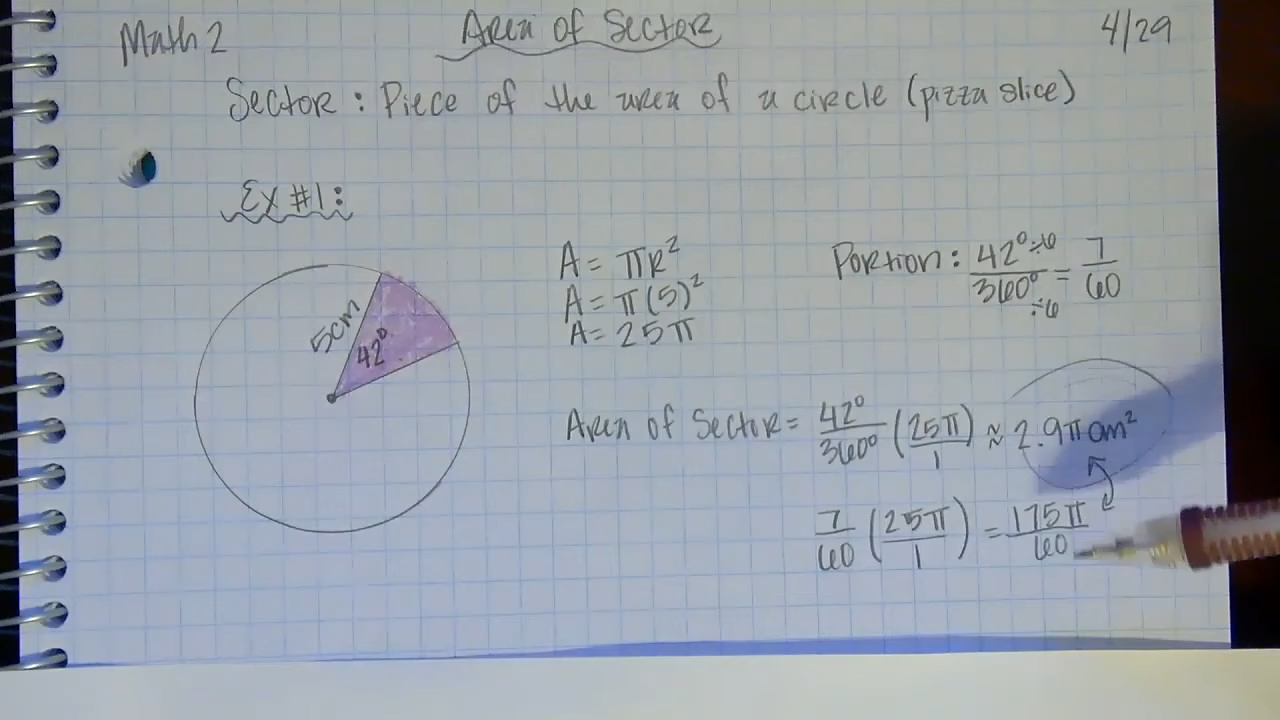 Math 2
Area of Sector
4/29
Sector: Piece of the area of a circle (pizza slice)
Ex #1:
5cm
42°
A = πR²
A = π(5)²
A = 25π
Portion: 42° ÷6 / 360° ÷6 = 7/60
Area of Sector = 42°/360° (25π/1) ≈ 2.9π cm²
7/60 (25π/1) = 175π/60